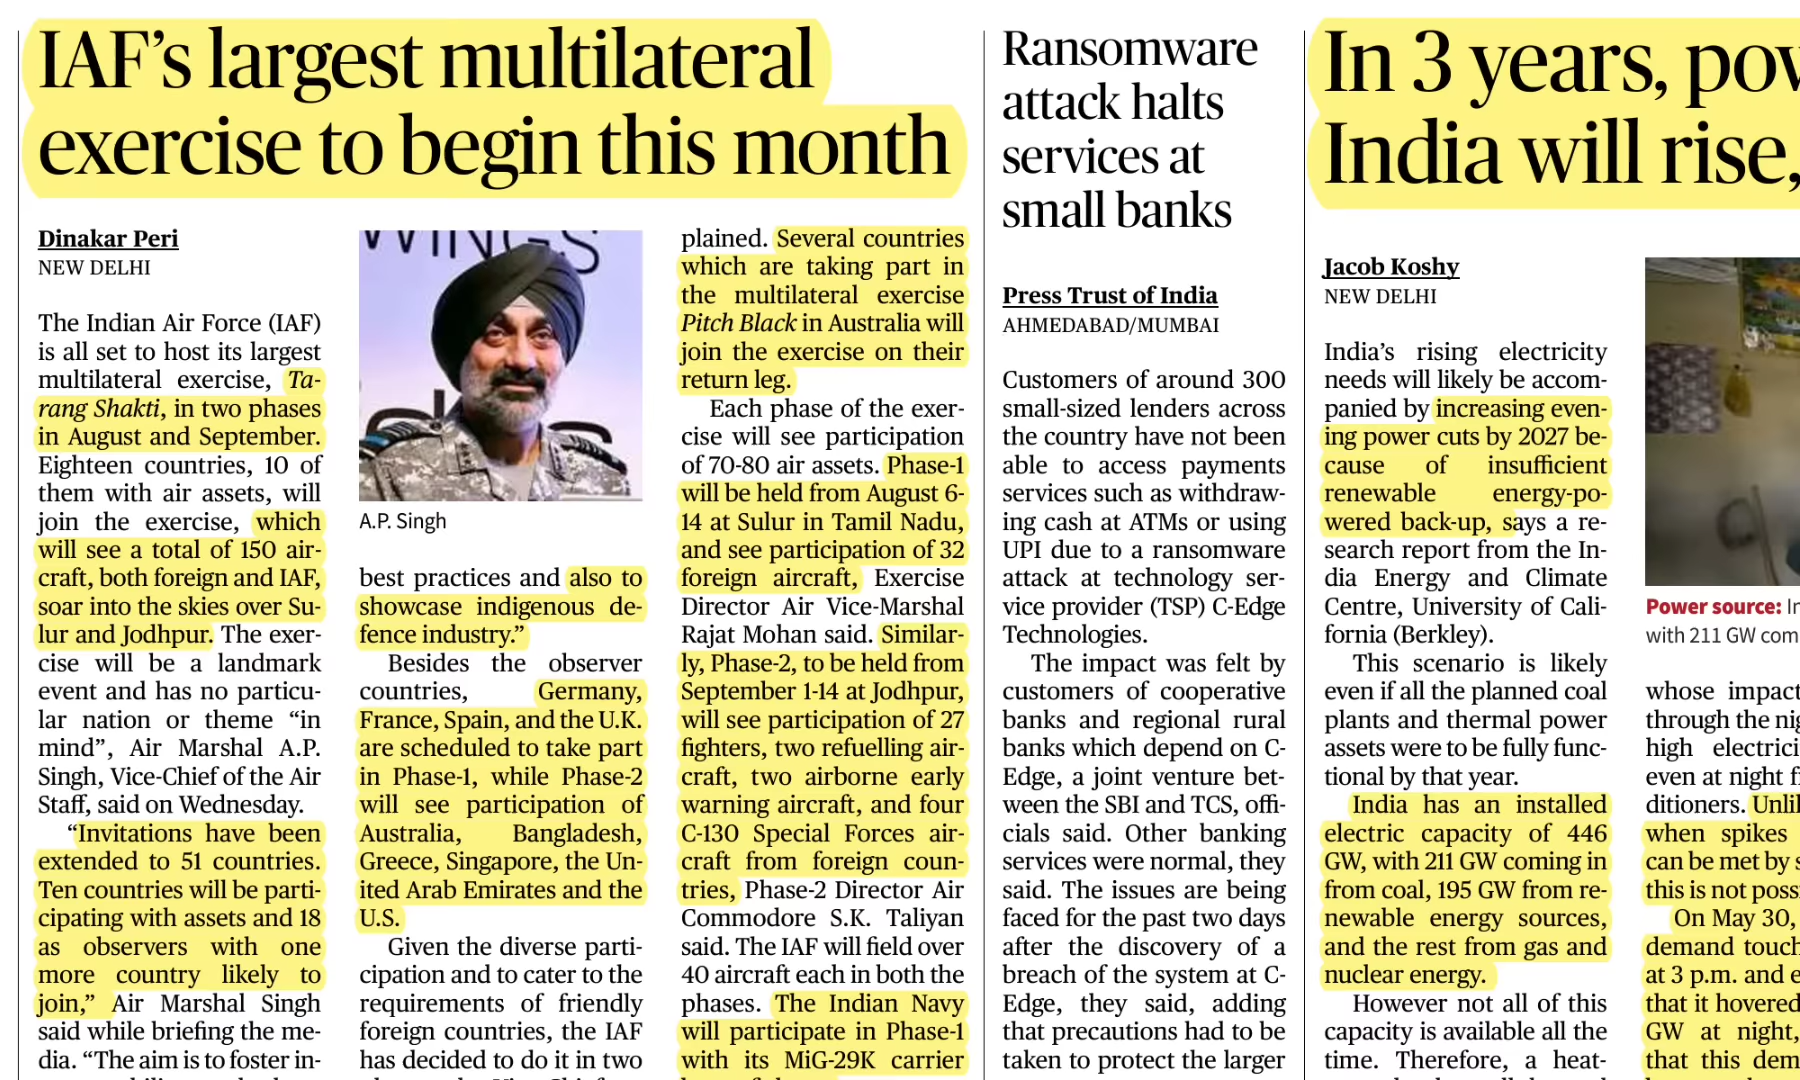 IAF’s largest multilateral
exercise to begin this month
Dinakar Peri
NEW DELHI
The Indian Air Force (IAF)
is all set to host its largest
multilateral exercise, Ta-
rang Shakti, in two phases
in August and September.
Eighteen countries, 10 of
them with air assets, will
join the exercise, which
will see a total of 150 air-
craft, both foreign and IAF,
soar into the skies over Su-
lur and Jodhpur. The exer-
cise will be a landmark
event and has no particu-
lar nation or theme “in
mind”, Air Marshal A.P.
Singh, Vice-Chief of the Air
Staff, said on Wednesday.
“Invitations have been
extended to 51 countries.
Ten countries will be parti-
cipating with assets and 18
as observers with one
more country likely to
join,” Air Marshal Singh
said while briefing the me-
dia. “The aim is to foster in-
WINGS
A.P. Singh
best practices and also to
showcase indigenous de-
fence industry.”
Besides the observer
countries, Germany,
France, Spain, and the U.K.
are scheduled to take part
in Phase-1, while Phase-2
will see participation of
Australia, Bangladesh,
Greece, Singapore, the Un-
ited Arab Emirates and the
U.S.
Given the diverse parti-
cipation and to cater to the
requirements of friendly
foreign countries, the IAF
has decided to do it in two
plained. Several countries
which are taking part in
the multilateral exercise
Pitch Black in Australia will
join the exercise on their
return leg.
Each phase of the exer-
cise will see participation
of 70-80 air assets. Phase-1
will be held from August 6-
14 at Sulur in Tamil Nadu,
and see participation of 32
foreign aircraft, Exercise
Director Air Vice-Marshal
Rajat Mohan said. Similar-
ly, Phase-2, to be held from
September 1-14 at Jodhpur,
will see participation of 27
fighters, two refuelling air-
craft, two airborne early
warning aircraft, and four
C-130 Special Forces air-
craft from foreign coun-
tries, Phase-2 Director Air
Commodore S.K. Taliyan
said. The IAF will field over
40 aircraft each in both the
phases. The Indian Navy
will participate in Phase-1
with its MiG-29K carrier
Ransomware
attack halts
services at
small banks
Press Trust of India
AHMEDABAD/MUMBAI
Customers of around 300
small-sized lenders across
the country have not been
able to access payments
services such as withdraw-
ing cash at ATMs or using
UPI due to a ransomware
attack at technology ser-
vice provider (TSP) C-Edge
Technologies.
The impact was felt by
customers of cooperative
banks and regional rural
banks which depend on C-
Edge, a joint venture bet-
ween the SBI and TCS, offi-
cials said. Other banking
services were normal, they
said. The issues are being
faced for the past two days
after the discovery of a
breach of the system at C-
Edge, they said, adding
that precautions had to be
taken to protect the larger
In 3 years, pow
India will rise,
Jacob Koshy
NEW DELHI
India’s rising electricity
needs will likely be accom-
panied by increasing even-
ing power cuts by 2027 be-
cause of insufficient
renewable energy-po-
wered back-up, says a re-
search report from the In-
dia Energy and Climate
Centre, University of Cali-
fornia (Berkley).
This scenario is likely
even if all the planned coal
plants and thermal power
assets were to be fully func-
tional by that year.
India has an installed
electric capacity of 446
GW, with 211 GW coming in
from coal, 195 GW from re-
newable energy sources,
and the rest from gas and
nuclear energy.
However not all of this
capacity is available all the
time. Therefore, a heat-
Power source: In
with 211 GW com
whose impact
through the nig
high electrici
even at night f
ditioners. Unli
when spikes
can be met by s
this is not possi
On May 30,
demand touch
at 3 p.m. and e
that it hovered
GW at night,
that this dem